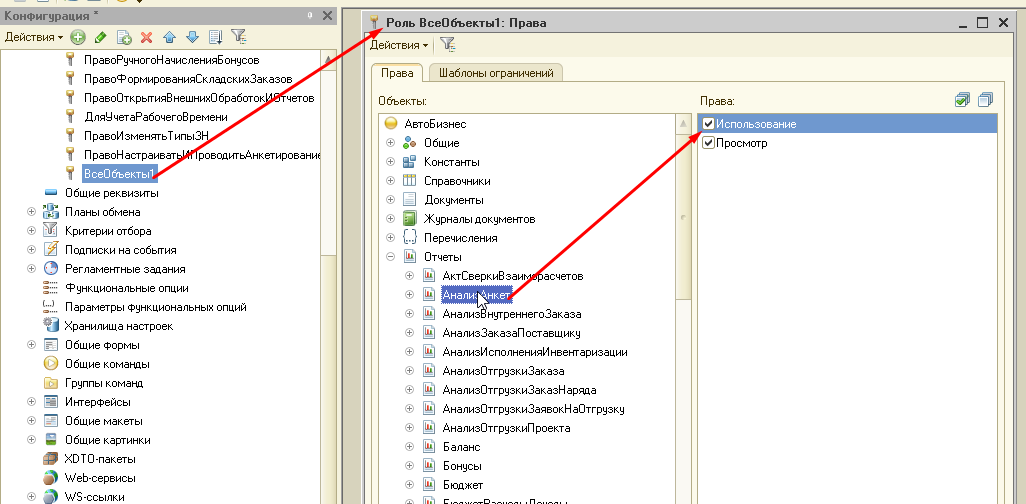 Конфигурация *
Действия
ПравоРучногоНачисленияБонусов
ПравоФормированияСкладскихЗаказов
ПравоОткрытияВнешнихОбработокИОтчетов
ДляУчетаРабочегоВремени
ПравоИзменятьТипыЗН
ПравоНастраиватьИПроводитьАнкетирование
ВсеОбъекты1
Общие реквизиты
Планы обмена
Критерии отбора
Подписки на события
Регламентные задания
Функциональные опции
Параметры функциональных опций
Хранилища настроек
Общие формы
Общие команды
Группы команд
Интерфейсы
Общие макеты
Общие картинки
XDTO-пакеты
Web-сервисы
WS-ссылки
Роль ВсеОбъекты1: Права
Действия
Права
Шаблоны ограничений
Объекты:
АвтоБизнес
Общие
Константы
Справочники
Документы
Журналы документов
Перечисления
Отчеты
АктСверкиВзаиморасчетов
АнализАнкет
АнализВнутреннегоЗаказа
АнализЗаказаПоставщику
АнализИсполненияИнвентаризации
АнализОтгрузкиЗаказа
АнализОтгрузкиЗаказНаряда
АнализОтгрузкиЗаявокНаОтгрузку
АнализОтгрузкиПроекта
Баланс
Бонусы
Бюджет
БюджетРасходыДоходы
Права:
Использование
Просмотр